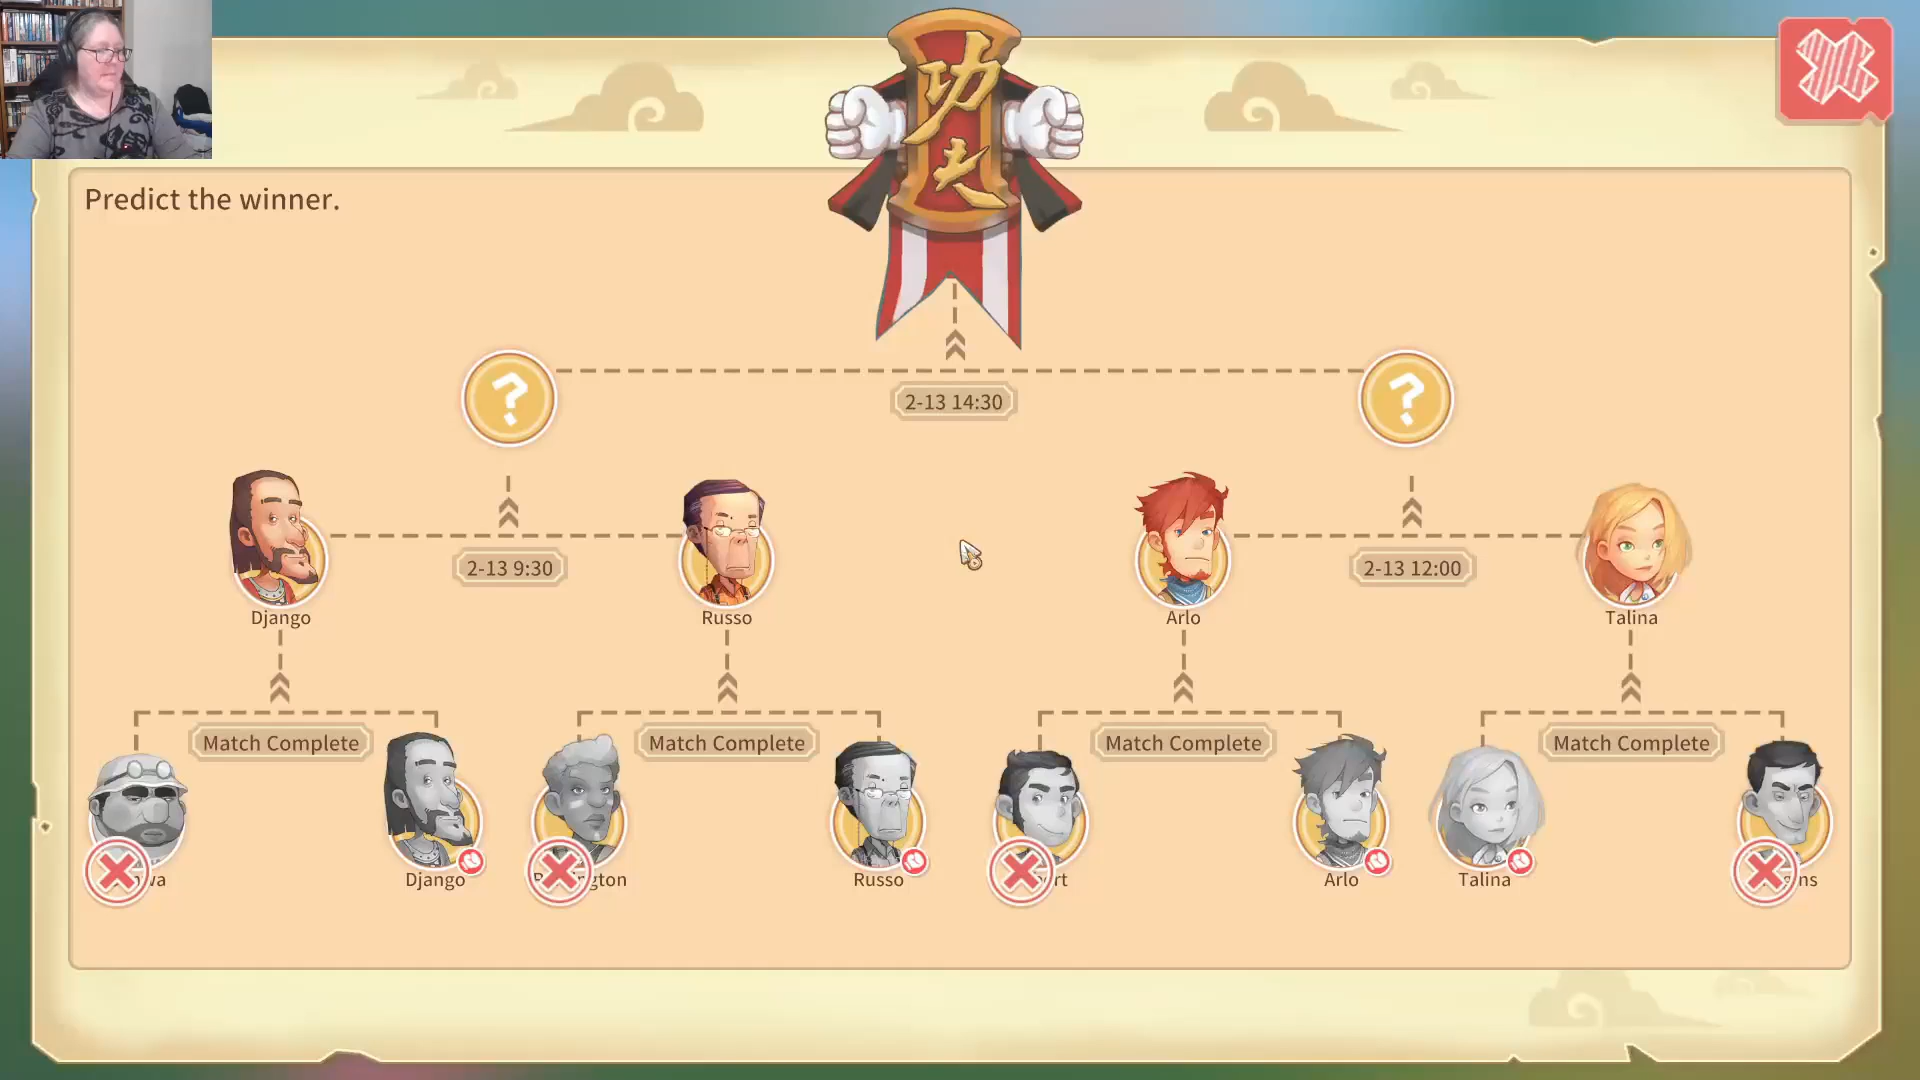 功夫
Predict the winner.
2-13 14:30
2-13 9:30
2-13 12:00
Django
Russo
Arlo
Talina
Match Complete
Match Complete
Match Complete
Match Complete
Django
Russo
Arlo
Talina